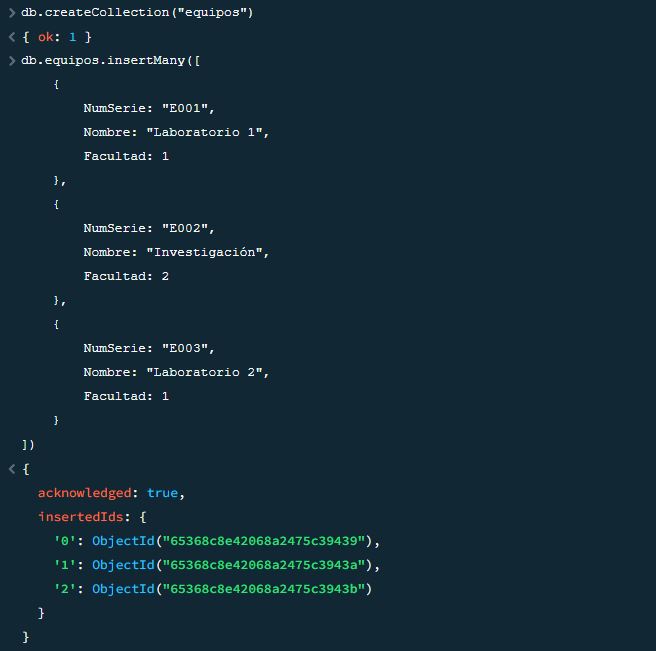 > db.createCollection("equipos")
< { ok: 1 }
> db.equipos.insertMany([
    {
        NumSerie: "E001",
        Nombre: "Laboratorio 1",
        Facultad: 1
    },
    {
        NumSerie: "E002",
        Nombre: "Investigación",
        Facultad: 2
    },
    {
        NumSerie: "E003",
        Nombre: "Laboratorio 2",
        Facultad: 1
    }
])
< {
  acknowledged: true,
  insertedIds: {
    '0': ObjectId("65368c8e42068a2475c39439"),
    '1': ObjectId("65368c8e42068a2475c3943a"),
    '2': ObjectId("65368c8e42068a2475c3943b")
  }
}